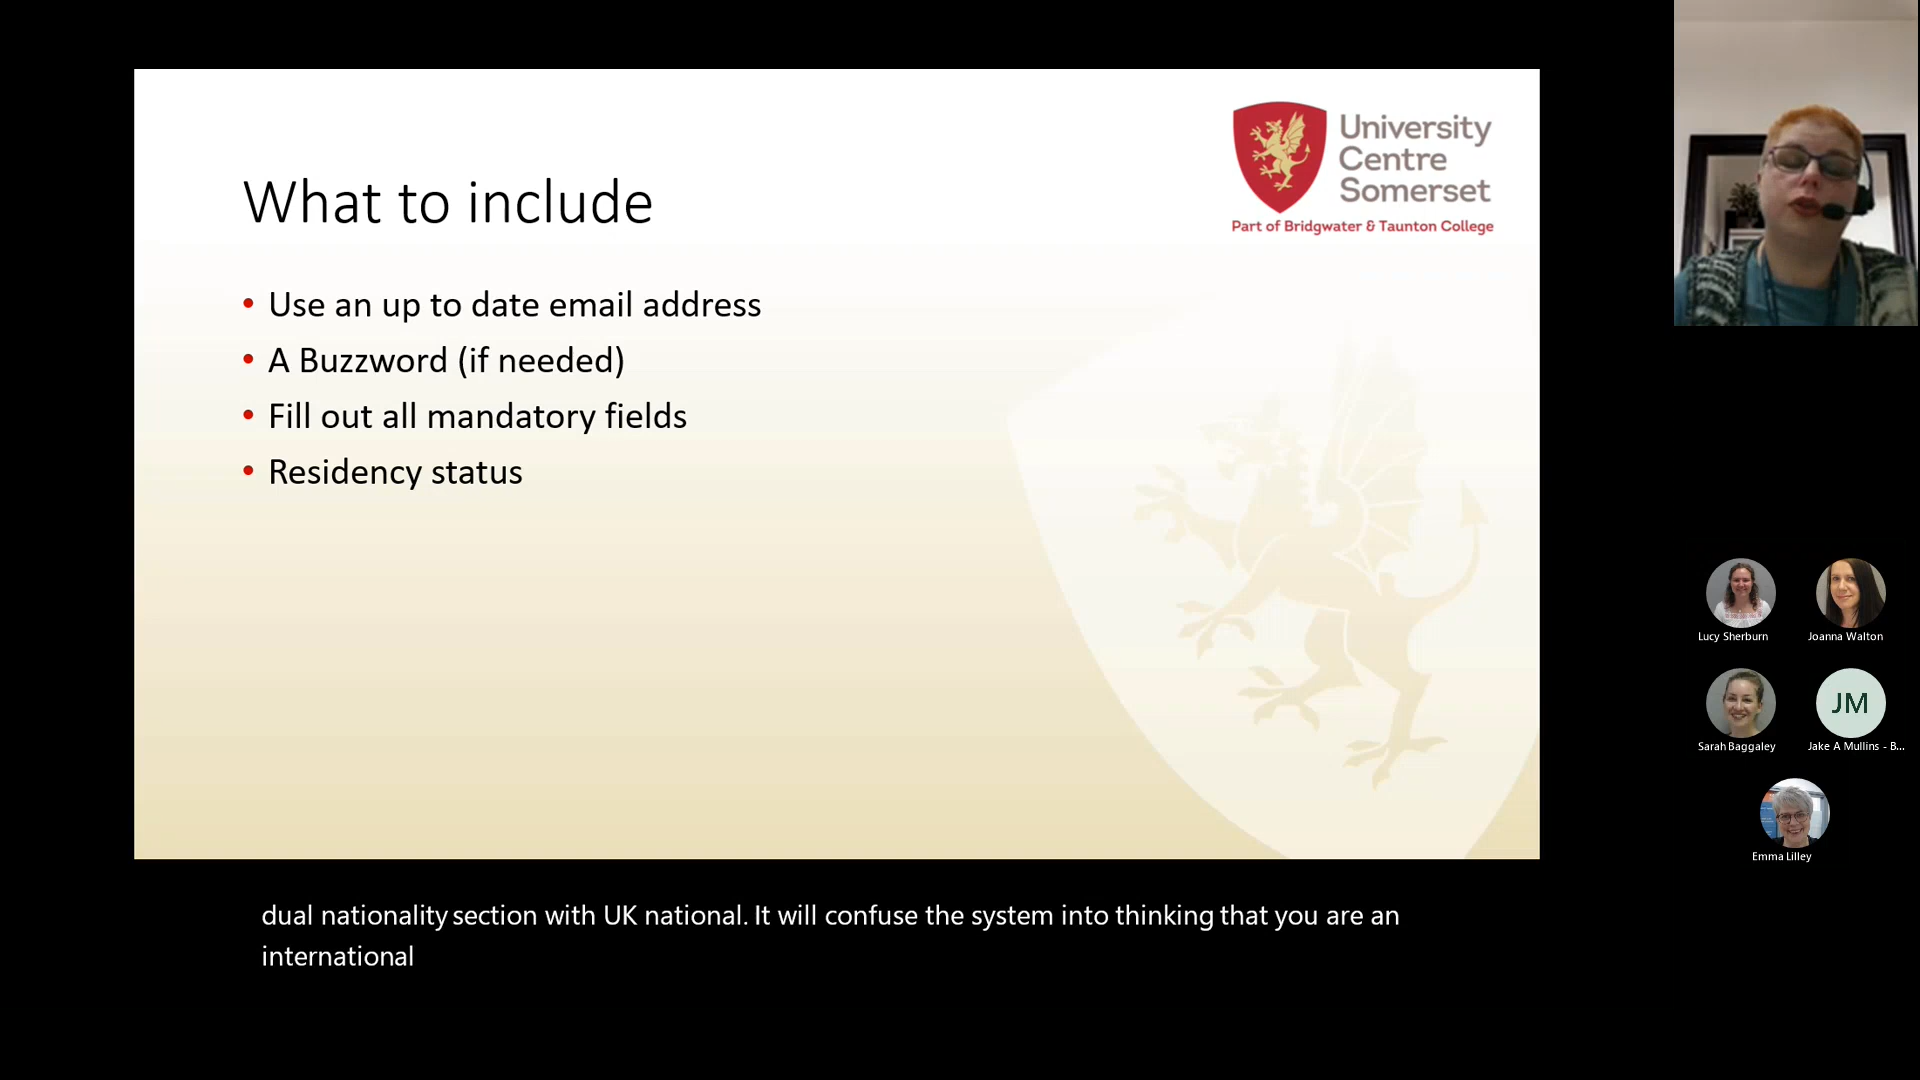 University
Centre
Somerset
Part of Bridgwater & Taunton College
What to include
• Use an up to date email address
• A Buzzword (if needed)
• Fill out all mandatory fields
• Residency status
Lucy Sherburn
Joanna Walton
Sarah Baggaley
JM
Jake A Mullins - B...
Emma Lilley
dual nationality section with UK national. It will confuse the system into thinking that you are an
international